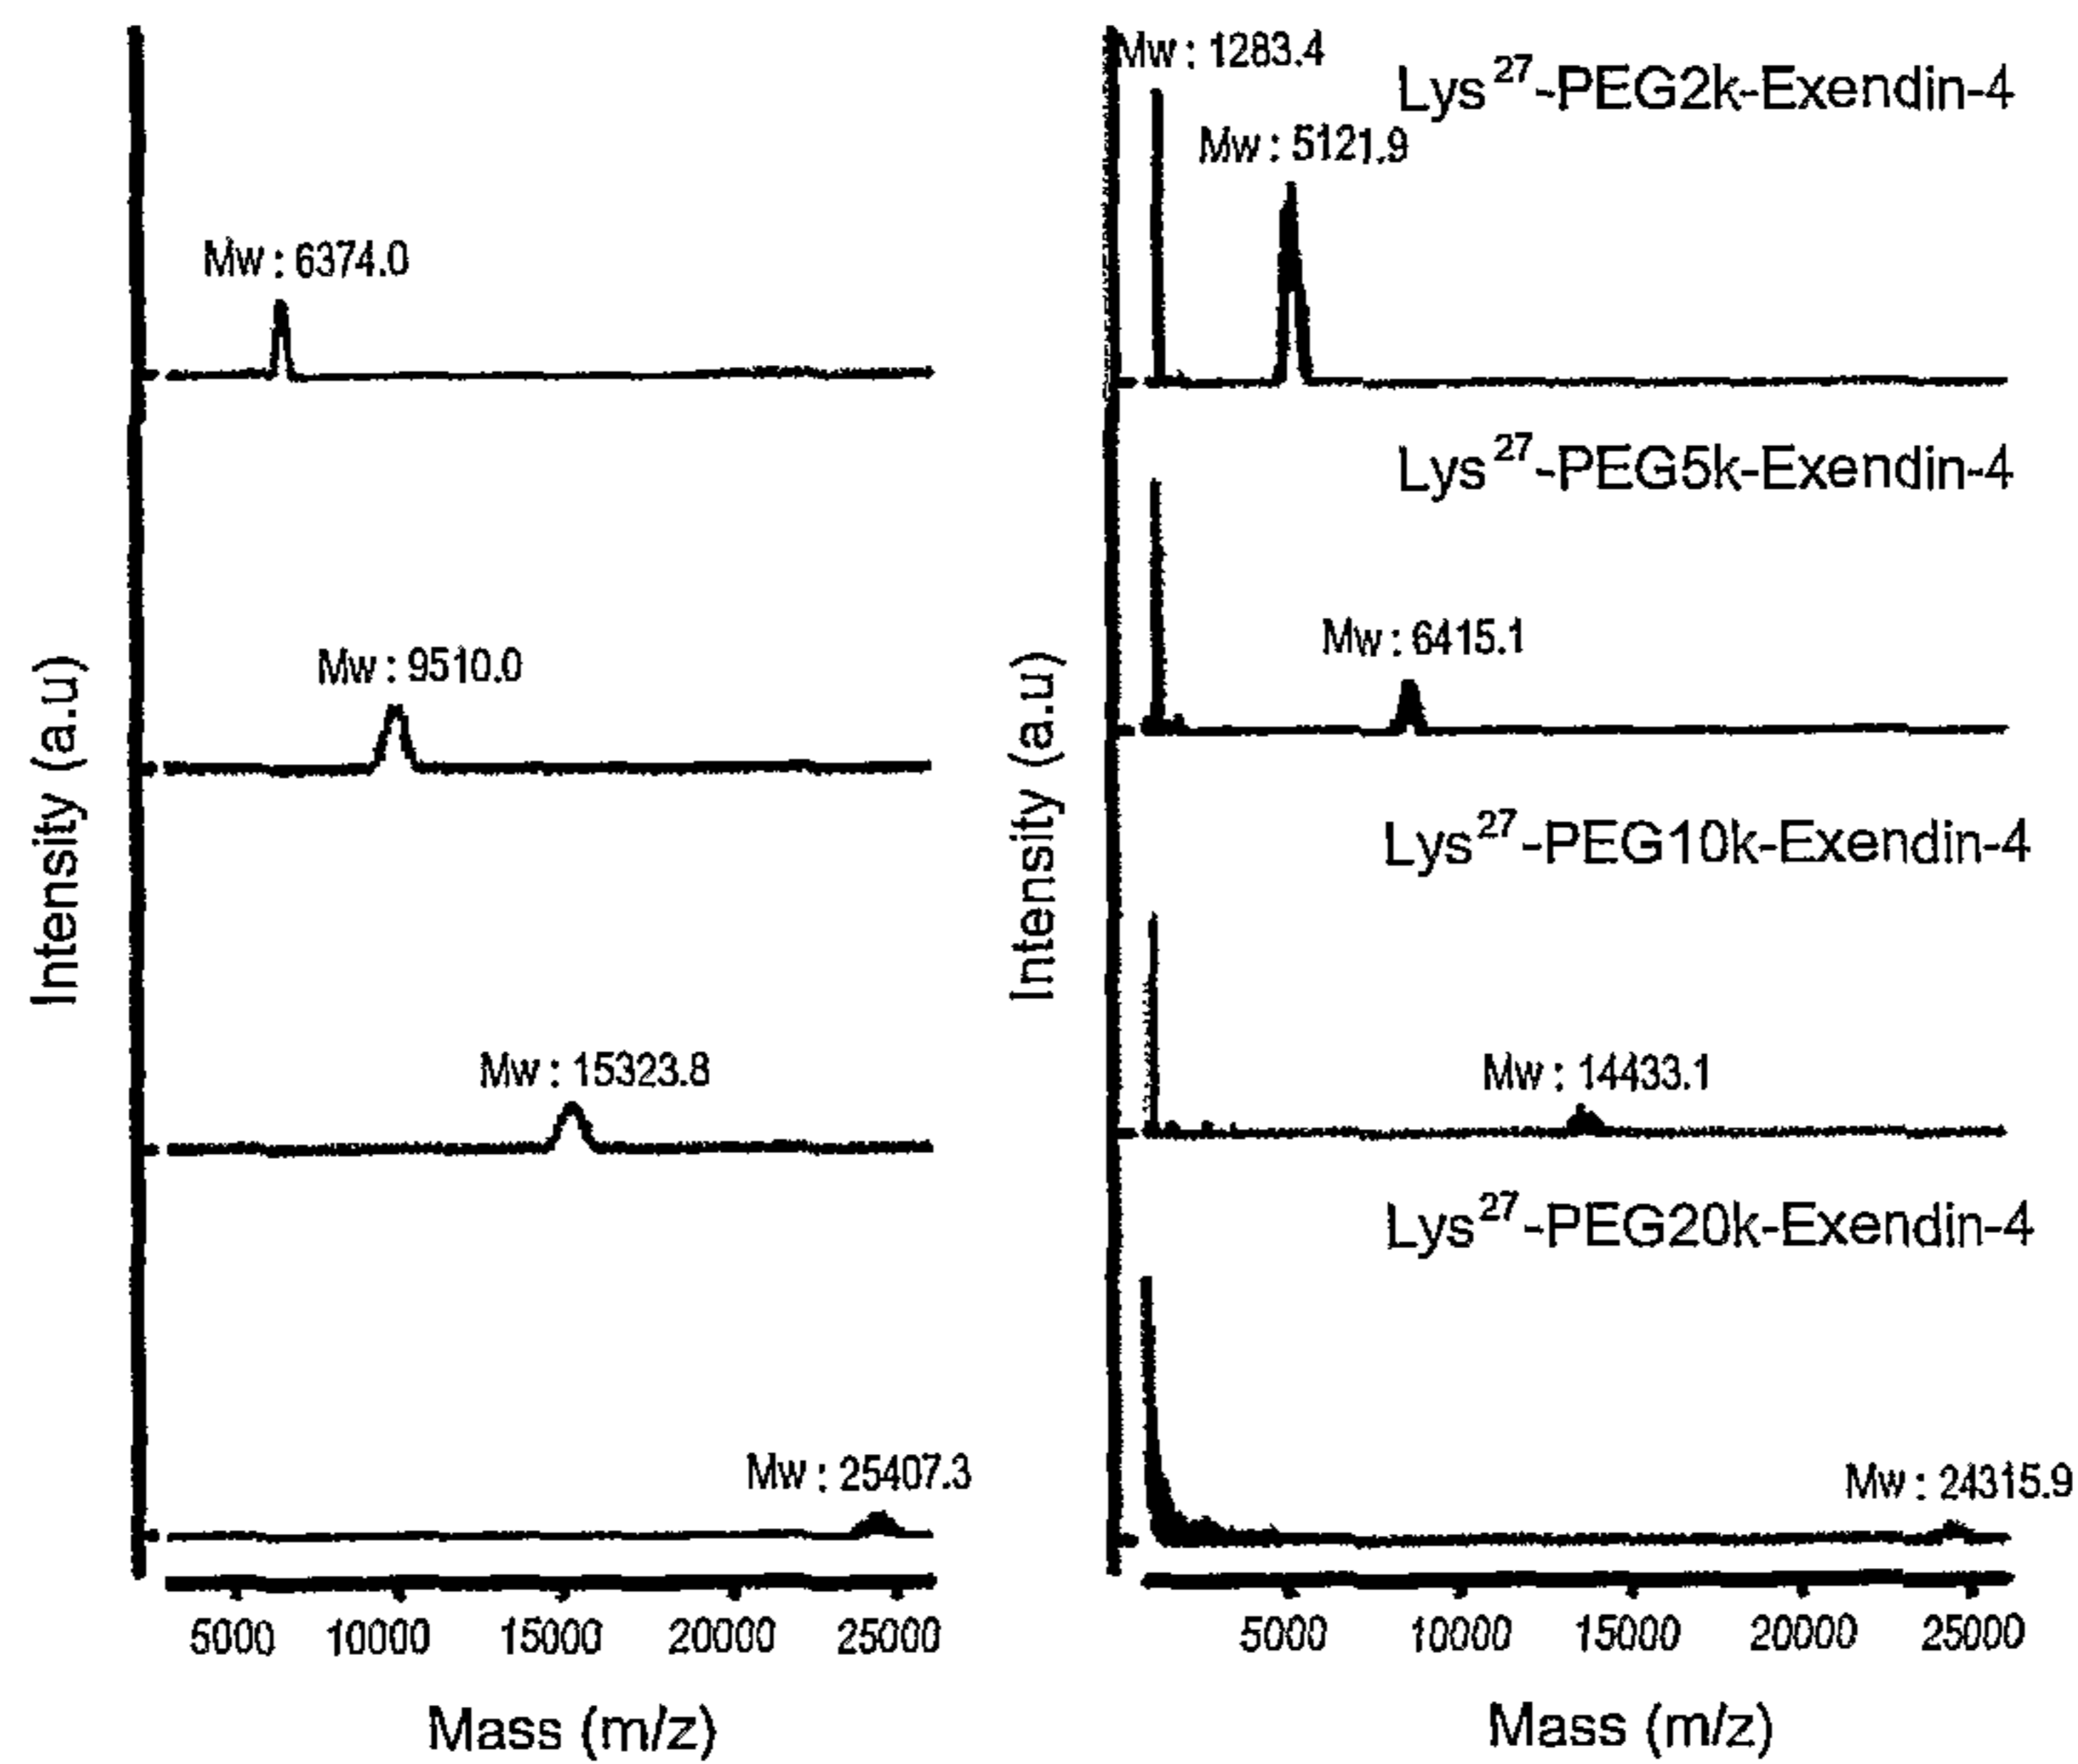 Mw : 6374.0
Mw : 9510.0
Mw : 15323.8
Mw : 25407.3
Intensity (a.u)
5000 10000 15000 20000 25000
Mass (m/z)
Mw : 1283.4
Lys27-PEG2k-Exendin-4
Mw : 5121.9
Lys27-PEG5k-Exendin-4
Mw : 6415.1
Lys27-PEG10k-Exendin-4
Mw : 14433.1
Lys27-PEG20k-Exendin-4
Mw : 24315.9
Intensity (a.u)
5000 10000 15000 20000 25000
Mass (m/z)